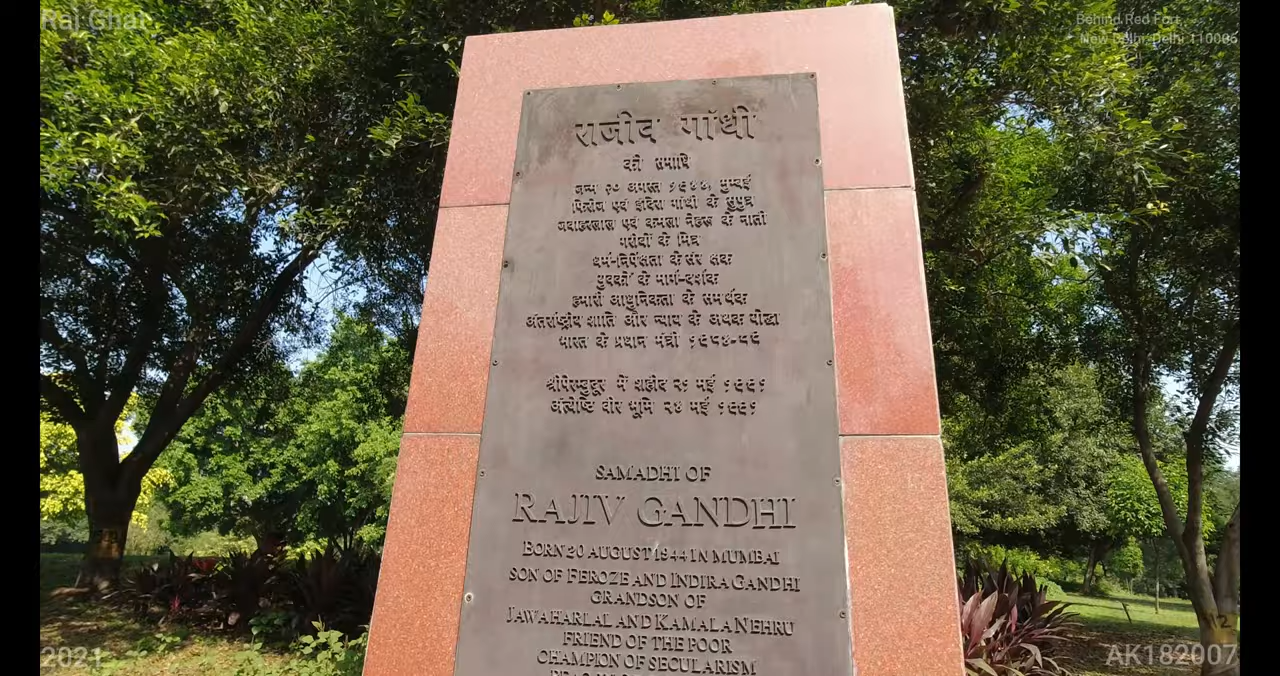 Raj Ghat
Behind Red Fort
New Delhi, Delhi 110006
राजीव गांधी
की समाधि
जन्म २० अगस्त १९४४, मुम्बई
फिरोज एवं इंदिरा गांधी के सुपुत्र
जवाहरलाल एवं कमला नेहरू के नाती
गरीबों के मित्र
धर्म-निर्पेक्षता के संरक्षक
युवकों के मार्ग-दर्शक
हमारी आधुनिकता के समर्थक
अंतर्राष्ट्रीय शांति और न्याय के अथक योद्धा
भारत के प्रधान मंत्री १९८४-८९
श्रीपेरम्बुदूर में शहीद २१ मई १९९१
अंत्येष्टि वीर भूमि २४ मई १९९१
SAMADHI OF
RAJIV GANDHI
BORN 20 AUGUST 1944 IN MUMBAI
SON OF FEROZE AND INDIRA GANDHI
GRANDSON OF
JAWAHARLAL AND KAMALA NEHRU
FRIEND OF THE POOR
CHAMPION OF SECULARISM
12
2021
AK182007